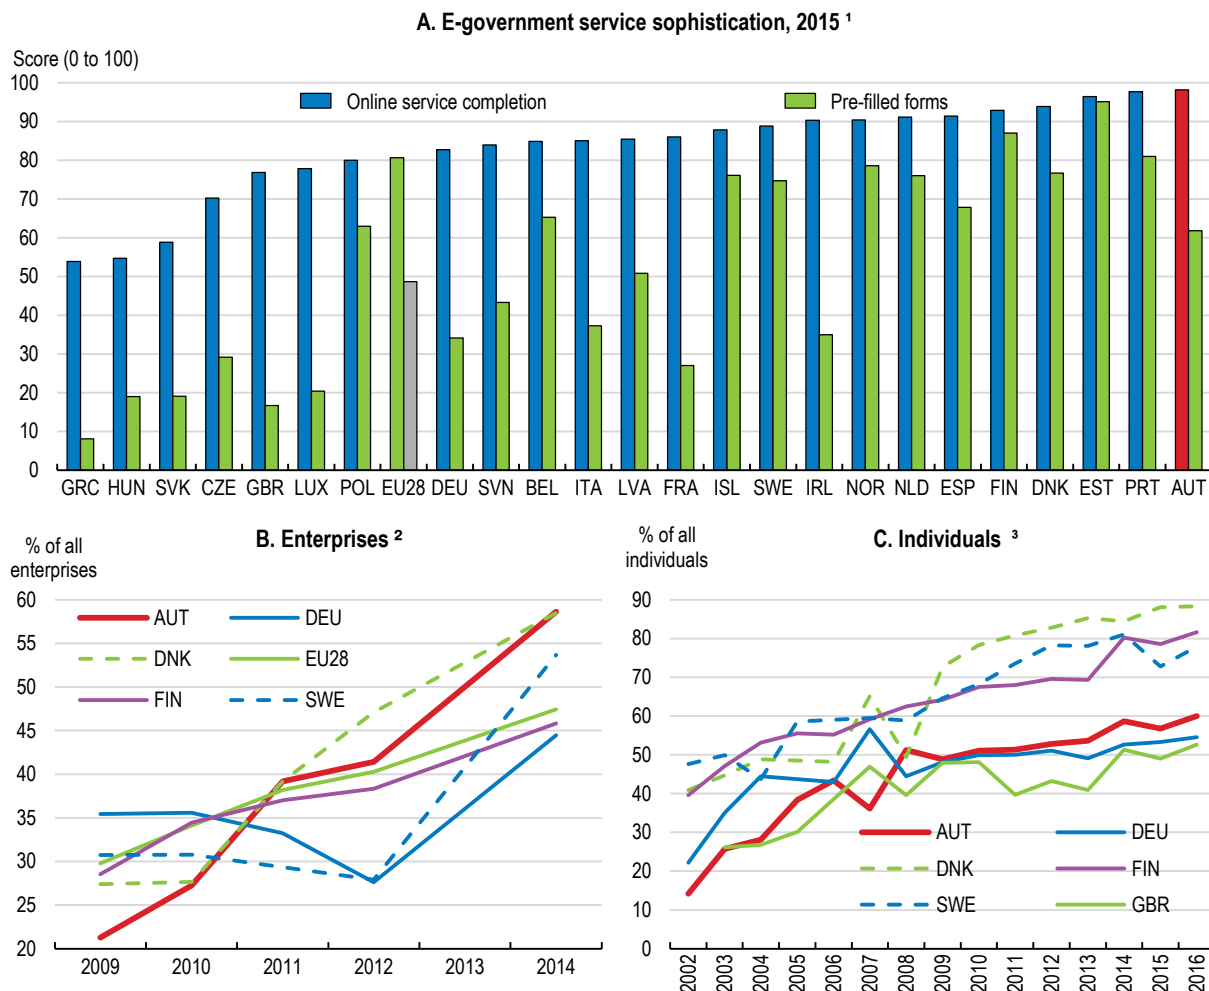 A. E-government service sophistication, 2015 ¹
Score (0 to 100)
Online service completion
Pre-filled forms
100
90
80
70
60
50
40
30
20
10
0
GRC HUN SVK CZE GBR LUX POL EU28 DEU SVN BEL ITA LVA FRA ISL SWE IRL NOR NLD ESP FIN DNK EST PRT AUT
B. Enterprises ²
% of all
enterprises
60
55
50
45
40
35
30
25
20
AUT DEU
DNK EU28
FIN SWE
2009 2010 2011 2012 2013 2014
C. Individuals ³
% of all
individuals
90
80
70
60
50
40
30
20
10
0
AUT DEU
DNK FIN
SWE GBR
2002 2003 2004 2005 2006 2007 2008 2009 2010 2011 2012 2013 2014 2015 2016